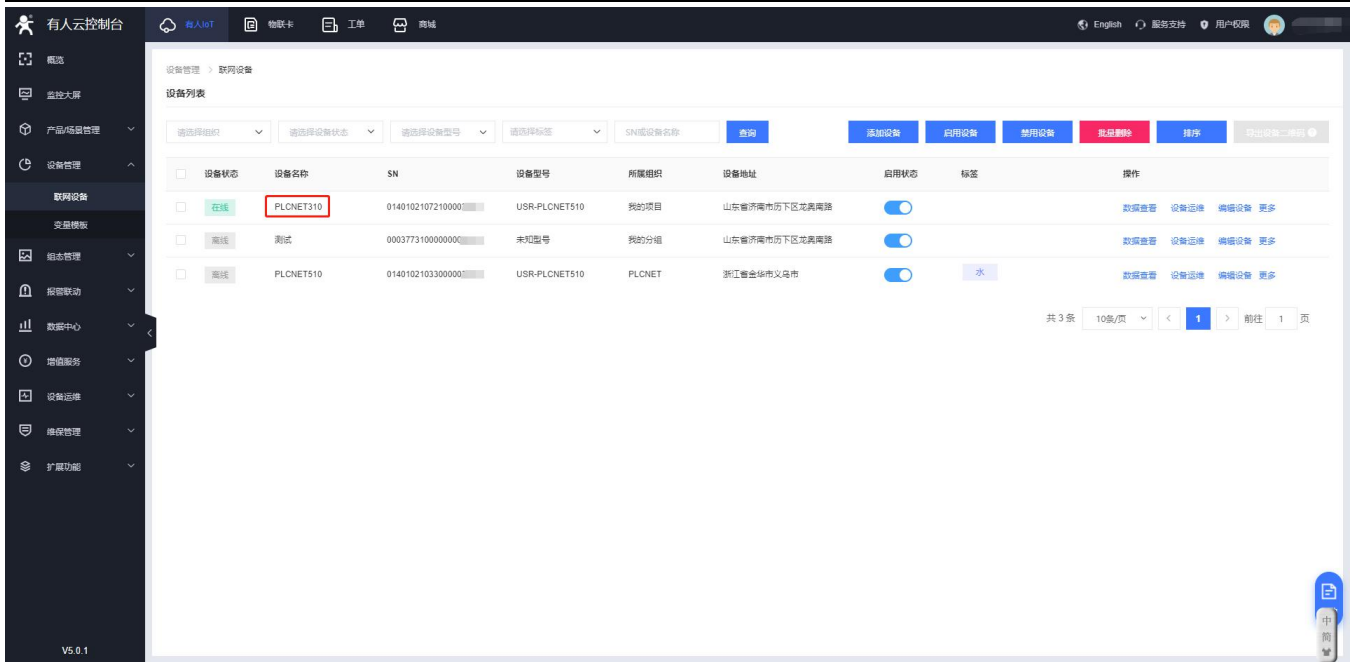 有人云控制台 有人IoT 物联卡 工单 商城 English 服务支持 用户权限
概览
监控大屏
产品/场景管理
设备管理
联网设备
变量模板
组态管理
报警联动
数据中心
增值服务
设备运维
维保管理
扩展功能
V5.0.1
设备管理 > 联网设备
设备列表
请选择组织 请选择设备状态 请选择设备型号 请选择标签 SN或设备名称 查询 添加设备 启用设备 禁用设备 批量删除 排序 导出设备二维码
设备状态 设备名称 SN 设备型号 所属组织 设备地址 启用状态 标签 操作
在线 PLCNET310 0140102107210000 USR-PLCNET510 我的项目 山东省济南市历下区龙奥南路 数据查看 设备运维 编辑设备 更多
离线 测试 000377310000000 未知型号 我的分组 山东省济南市历下区龙奥南路 数据查看 设备运维 编辑设备 更多
离线 PLCNET510 014010210330000 USR-PLCNET510 PLCNET 浙江省金华市义乌市 水 数据查看 设备运维 编辑设备 更多
共 3 条 10条/页 < 1 > 前往 1 页
中
简